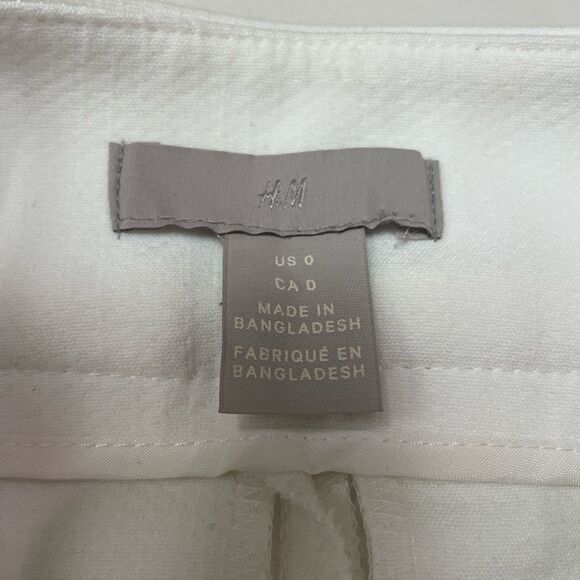 H&M
US 0
CA 0
MADE IN
BANGLADESH
FABRIQUÉ EN
BANGLADESH